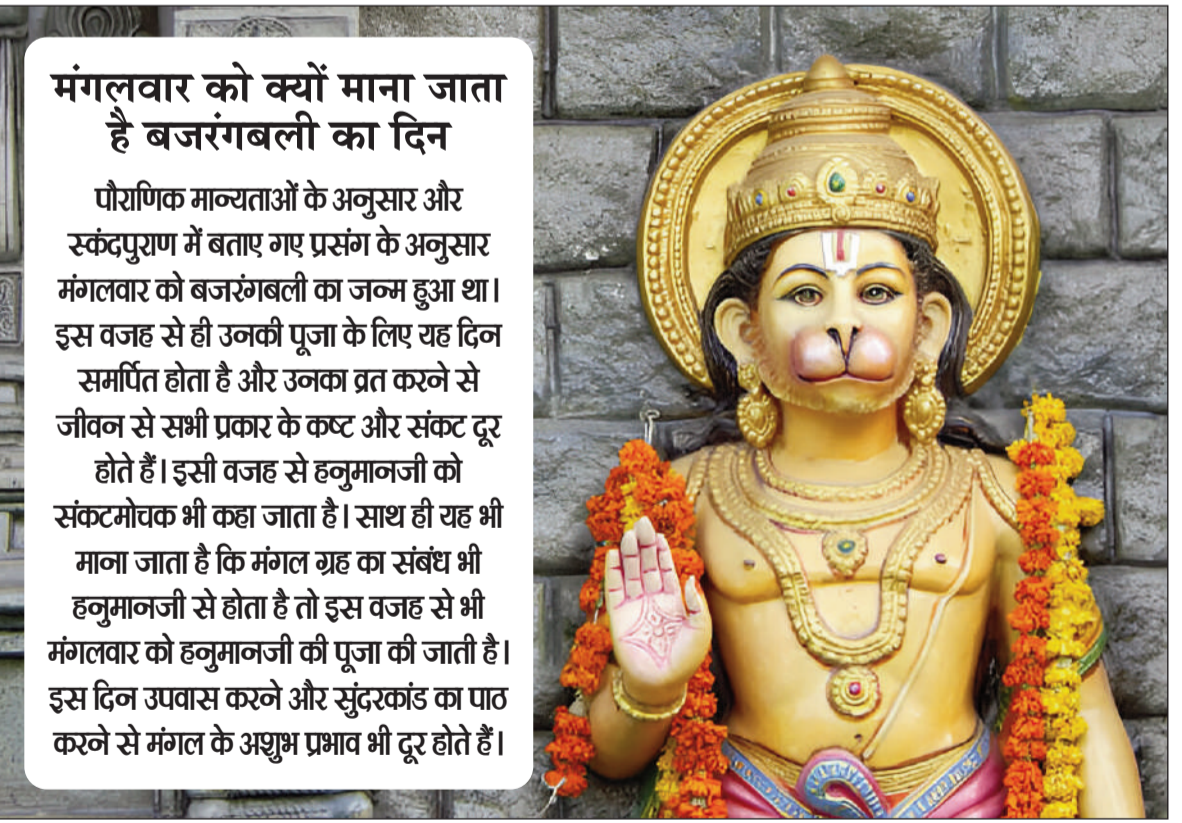 मंगलवार को क्यों माना जाता
है बजरंगबली का दिन
पौराणिक मान्यताओं के अनुसार और
स्कंदपुराण में बताए गए प्रसंग के अनुसार
मंगलवार को बजरंगबली का जन्म हुआ था।
इस वजह से ही उनकी पूजा के लिए यह दिन
समर्पित होता है और उनका व्रत करने से
जीवन से सभी प्रकार के कष्ट और संकट दूर
होते हैं। इसी वजह से हनुमानजी को
संकटमोचक भी कहा जाता है। साथ ही यह भी
माना जाता है कि मंगल ग्रह का संबंध भी
हनुमानजी से होता है तो इस वजह से भी
मंगलवार को हनुमानजी की पूजा की जाती है।
इस दिन उपवास करने और सुंदरकांड का पाठ
करने से मंगल के अशुभ प्रभाव भी दूर होते हैं।